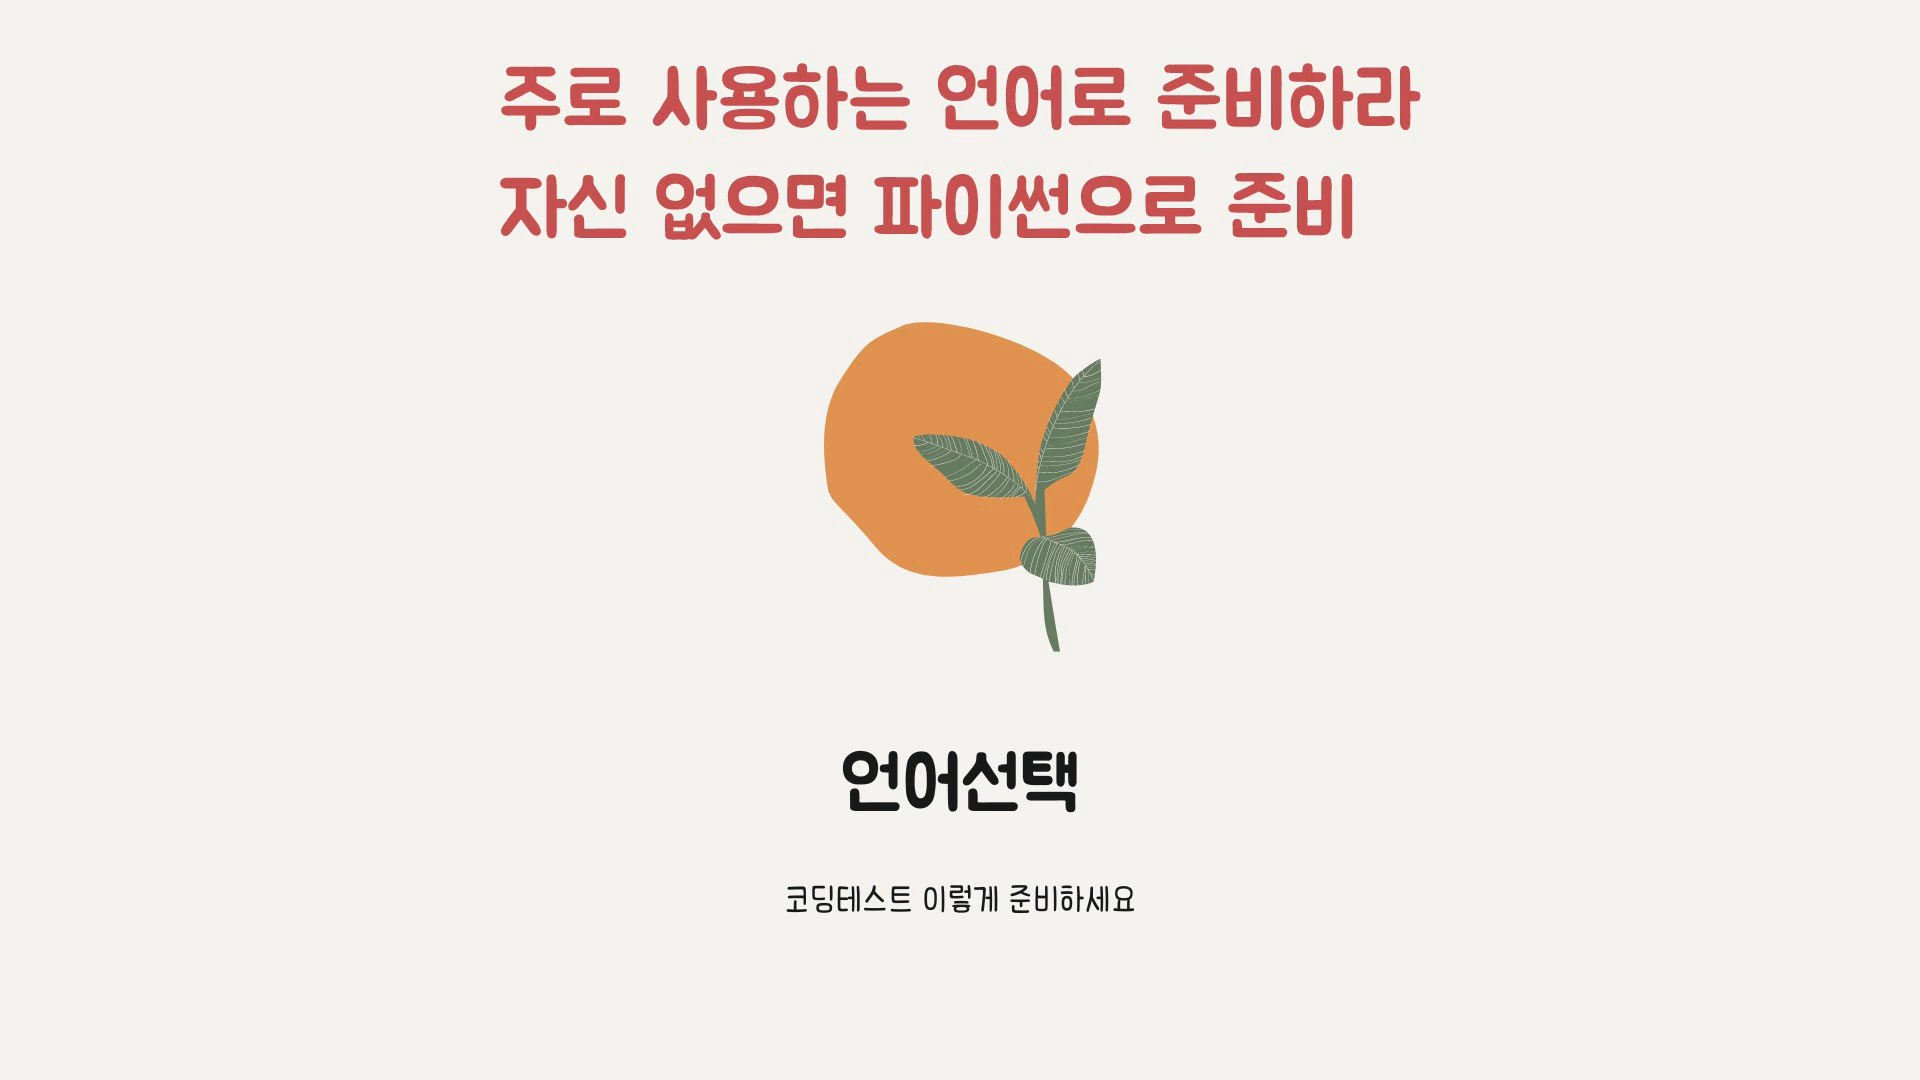 주로 사용하는 언어로 준비하라
자신 없으면 파이썬으로 준비
언어선택
코딩테스트 이렇게 준비하세요